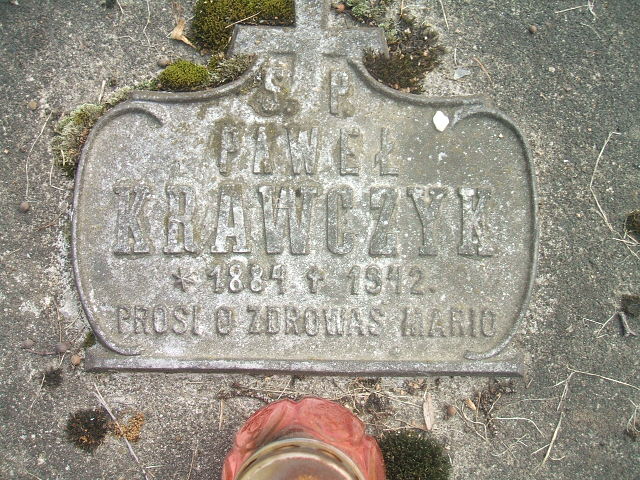 Ś. P.
PAWEŁ
KRAWCZYK
* 1884 ✝ 1942.
PROSI O ZDROWAŚ MARIO